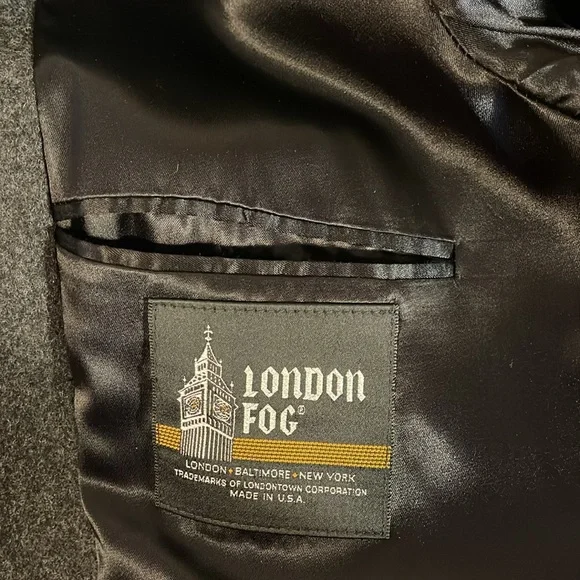 LONDON
FOG®
LONDON • BALTIMORE • NEW YORK
TRADEMARKS OF LONDONTOWN CORPORATION
MADE IN U.S.A.